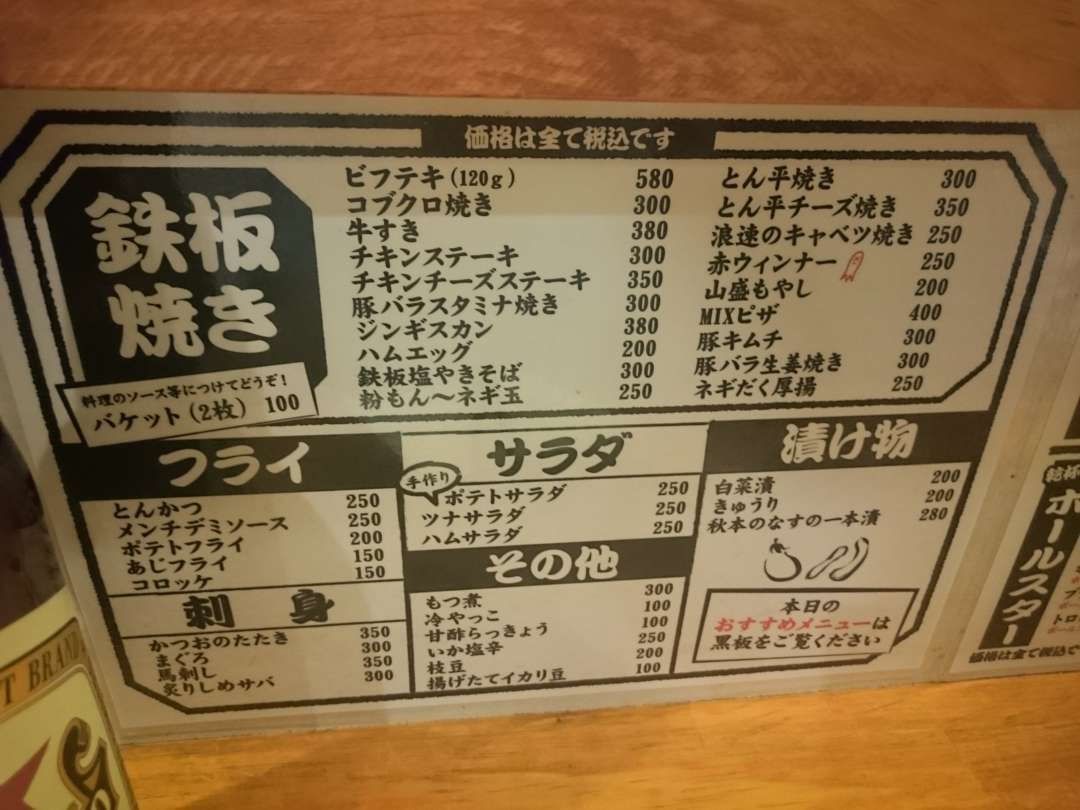 価格は全て税込です
鉄板
焼き
料理のソース等につけてどうぞ!
バケット(2枚) 100
ビフテキ(120g) 580
コブクロ焼き 300
牛すき 380
チキンステーキ 300
チキンチーズステーキ 350
豚バラスタミナ焼き 300
ジンギスカン 380
ハムエッグ 200
鉄板塩やきそば 300
粉もん〜ネギ玉 250
とん平焼き 300
とん平チーズ焼き 350
浪速のキャベツ焼き 250
赤ウィンナー 250
山盛もやし 200
MIXピザ 400
豚キムチ 300
豚バラ生姜焼き 300
ネギだく厚揚 250
フライ
とんかつ 250
メンチデミソース 250
ポテトフライ 200
あじフライ 150
コロッケ 150
刺身
かつおのたたき 350
まぐろ 300
馬刺し 350
炙りしめサバ 300
サラダ
手作り
ポテトサラダ 250
ツナサラダ 250
ハムサラダ 250
その他
もつ煮 300
冷やっこ 100
甘酢らっきょう 100
いか塩辛 250
枝豆 200
揚げたてイカリ豆 100
漬け物
白菜漬 200
きゅうり 200
秋本のなすの一本漬 280
本日の
おすすめメニューは
黒板をご覧ください
乾杯
ボールスター
トロ
価格は全て税込で
T BRAND